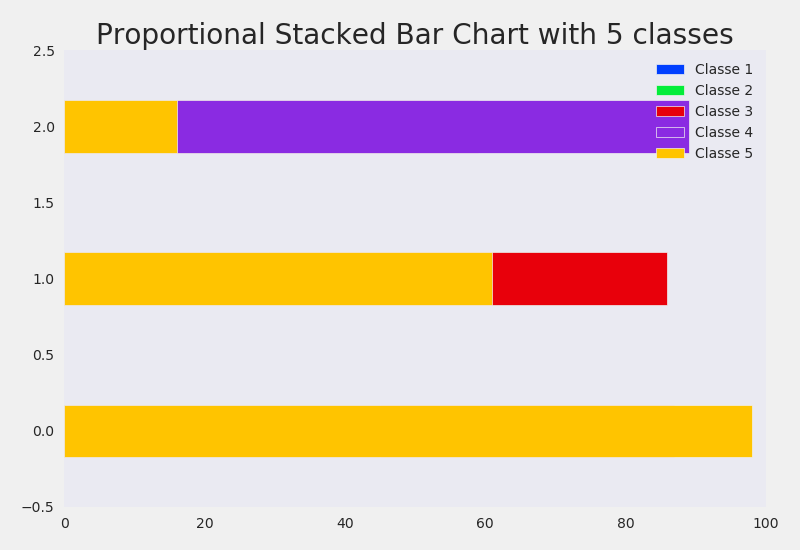 Proportional Stacked Bar Chart with 5 classes
2.5
2.0
1.5
1.0
0.5
0.0
−0.5
0 20 40 60 80 100
Classe 1
Classe 2
Classe 3
Classe 4
Classe 5